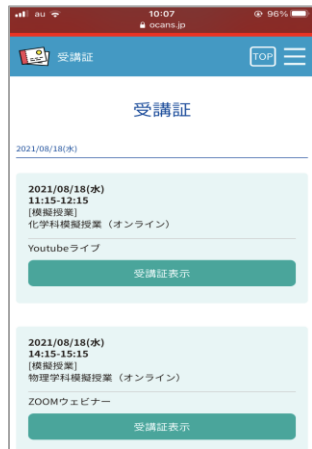 au 10:07 96%
ocans.jp
受講証 TOP
受講証
2021/08/18(水)
2021/08/18(水)
11:15-12:15
[模擬授業]
化学科模擬授業（オンライン）
Youtubeライブ
受講証表示
2021/08/18(水)
14:15-15:15
[模擬授業]
物理学科模擬授業（オンライン）
ZOOMウェビナー
受講証表示